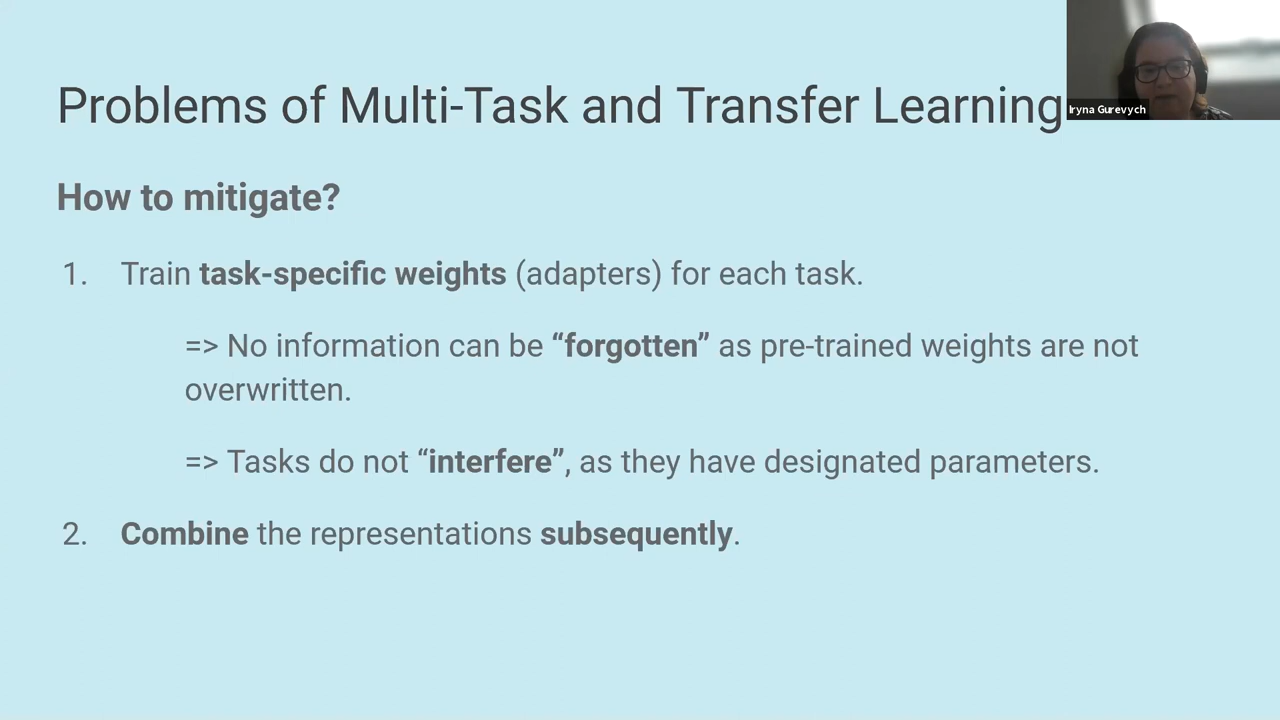 Problems of Multi-Task and Transfer Learning
Iryna Gurevych
How to mitigate?
1. Train task-specific weights (adapters) for each task.
=> No information can be “forgotten” as pre-trained weights are not
overwritten.
=> Tasks do not “interfere”, as they have designated parameters.
2. Combine the representations subsequently.